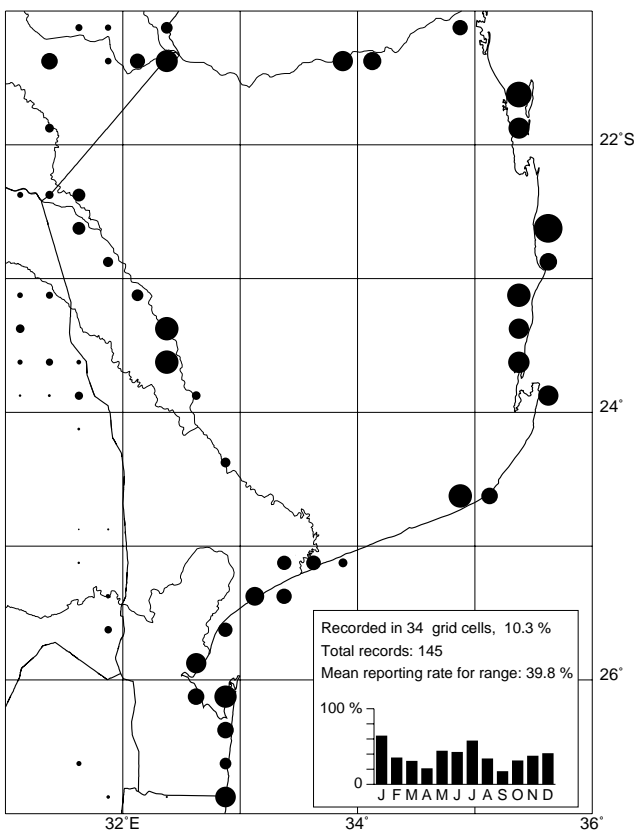 22˚S
24˚
Recorded in 34 grid cells, 10.3 %
Total records: 145
Mean reporting rate for range: 39.8 %
26˚
100 %
0
J F M A M J J A S O N D
32˚E 34 36˚